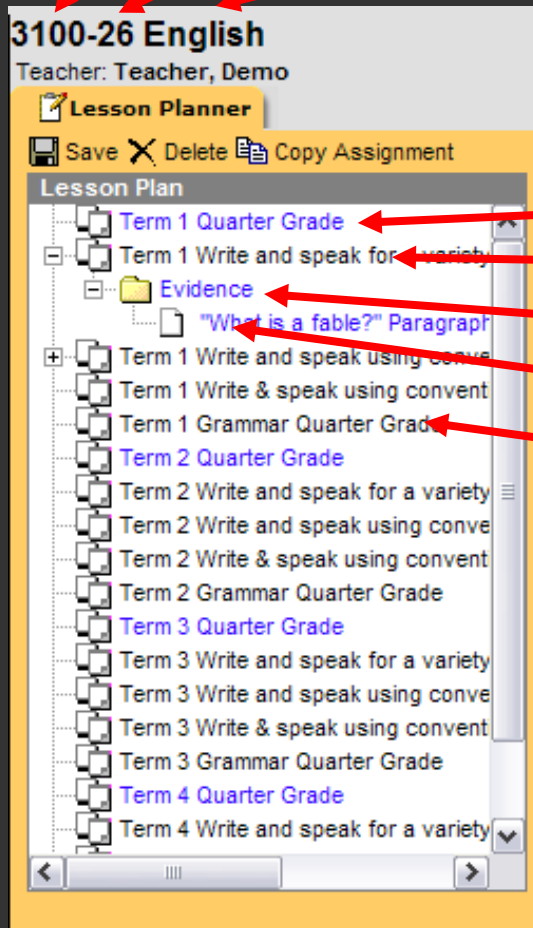 3100-26 English
Teacher: Teacher, Demo
Lesson Planner
Save Delete Copy Assignment
Lesson Plan
Term 1 Quarter Grade
Term 1 Write and speak for a variety
Evidence
"What is a fable?" Paragraph
Term 1 Write and speak using conve
Term 1 Write & speak using convent
Term 1 Grammar Quarter Grade
Term 2 Quarter Grade
Term 2 Write and speak for a variety
Term 2 Write and speak using conve
Term 2 Write & speak using convent
Term 2 Grammar Quarter Grade
Term 3 Quarter Grade
Term 3 Write and speak for a variety
Term 3 Write and speak using conve
Term 3 Write & speak using convent
Term 3 Grammar Quarter Grade
Term 4 Quarter Grade
Term 4 Write and speak for a variety